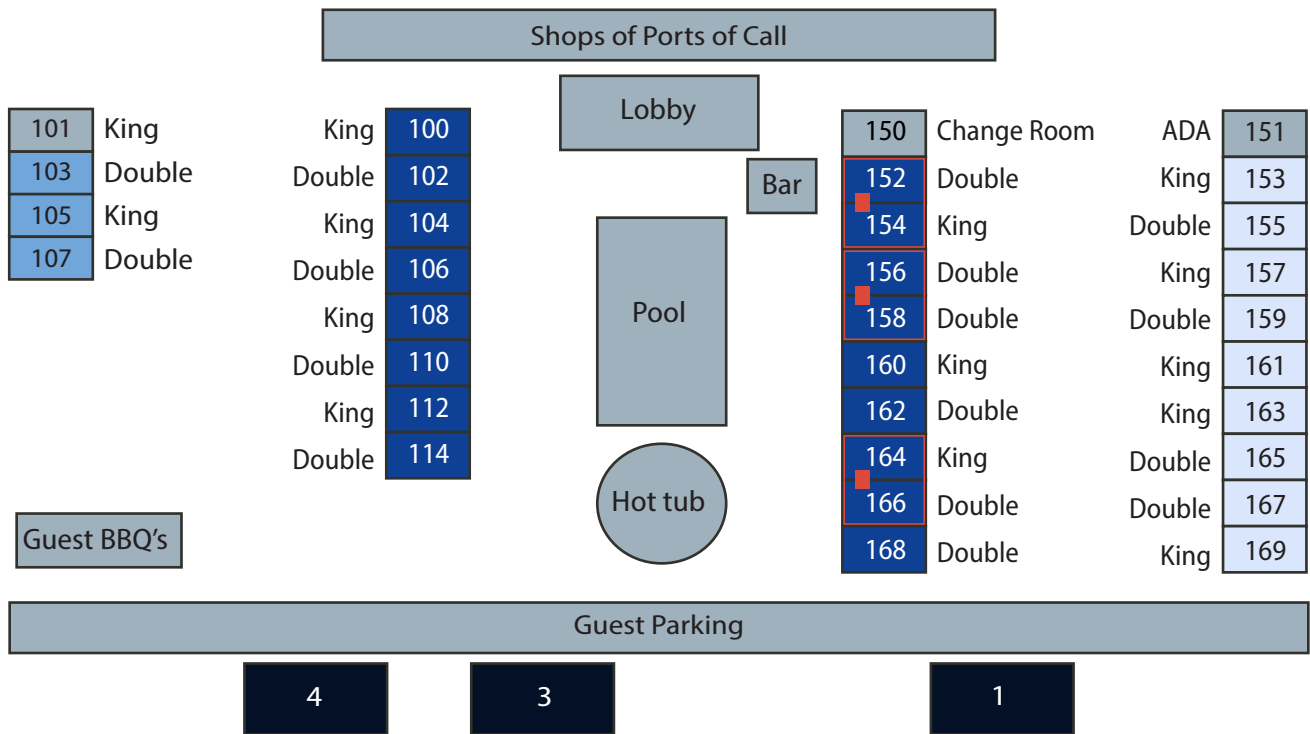 Shops of Ports of Call
Lobby
101 King
103 Double
105 King
107 Double
King 100
Double 102
King 104
Double 106
King 108
Double 110
King 112
Double 114
Bar
Pool
Hot tub
150 Change Room
152 Double
154 King
156 Double
158 Double
160 King
162 Double
164 King
166 Double
168 Double
ADA 151
King 153
Double 155
King 157
Double 159
King 161
King 163
Double 165
Double 167
King 169
Guest BBQ's
Guest Parking
4
3
1